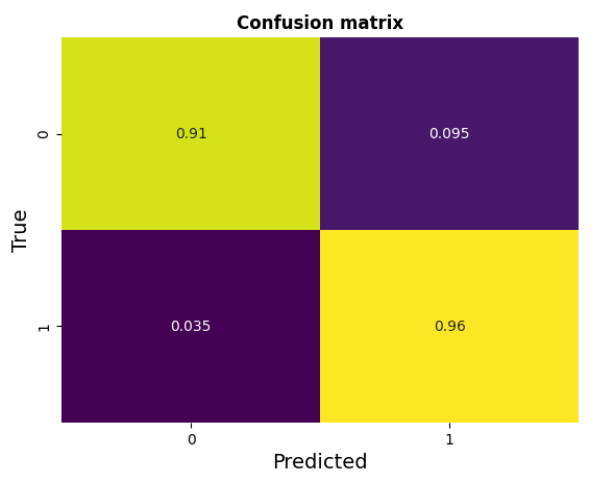 Confusion matrix
0
0.91
0.095
True
1
0.035
0.96
0
1
Predicted